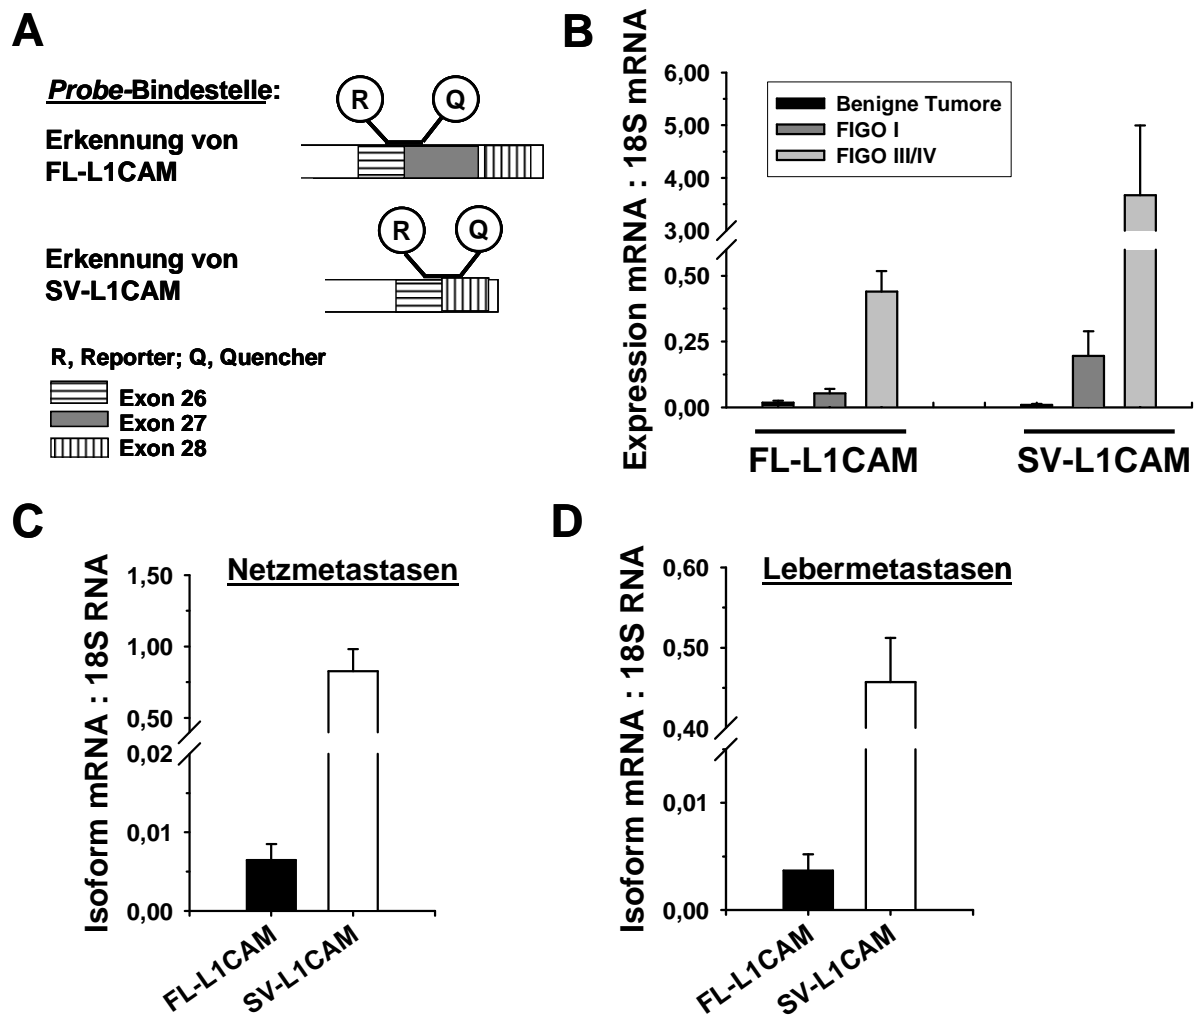 A
Probe-Bindestelle:
R
Q
Erkennung von
FL-L1CAM
R
Q
Erkennung von
SV-L1CAM
R, Reporter; Q, Quencher
Exon 26
Exon 27
Exon 28
B
Expression mRNA : 18S mRNA
6,00
5,00
4,00
3,00
0,50
0,25
0,00
Benigne Tumore
FIGO I
FIGO III/IV
FL-L1CAM
SV-L1CAM
C
Isoform mRNA : 18S RNA
Netzmetastasen
1,50
1,00
0,50
0,02
0,01
0,00
FL-L1CAM
SV-L1CAM
D
Isoform mRNA : 18S RNA
Lebermetastasen
0,60
0,50
0,40
0,01
0,00
FL-L1CAM
SV-L1CAM